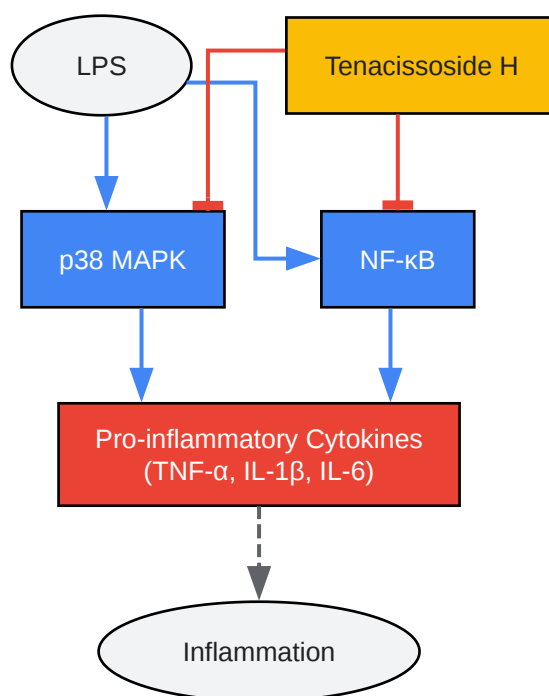 LPS
Tenacissoside H
p38 MAPK
NF-κB
Pro-inflammatory Cytokines
(TNF-α, IL-1β, IL-6)
Inflammation